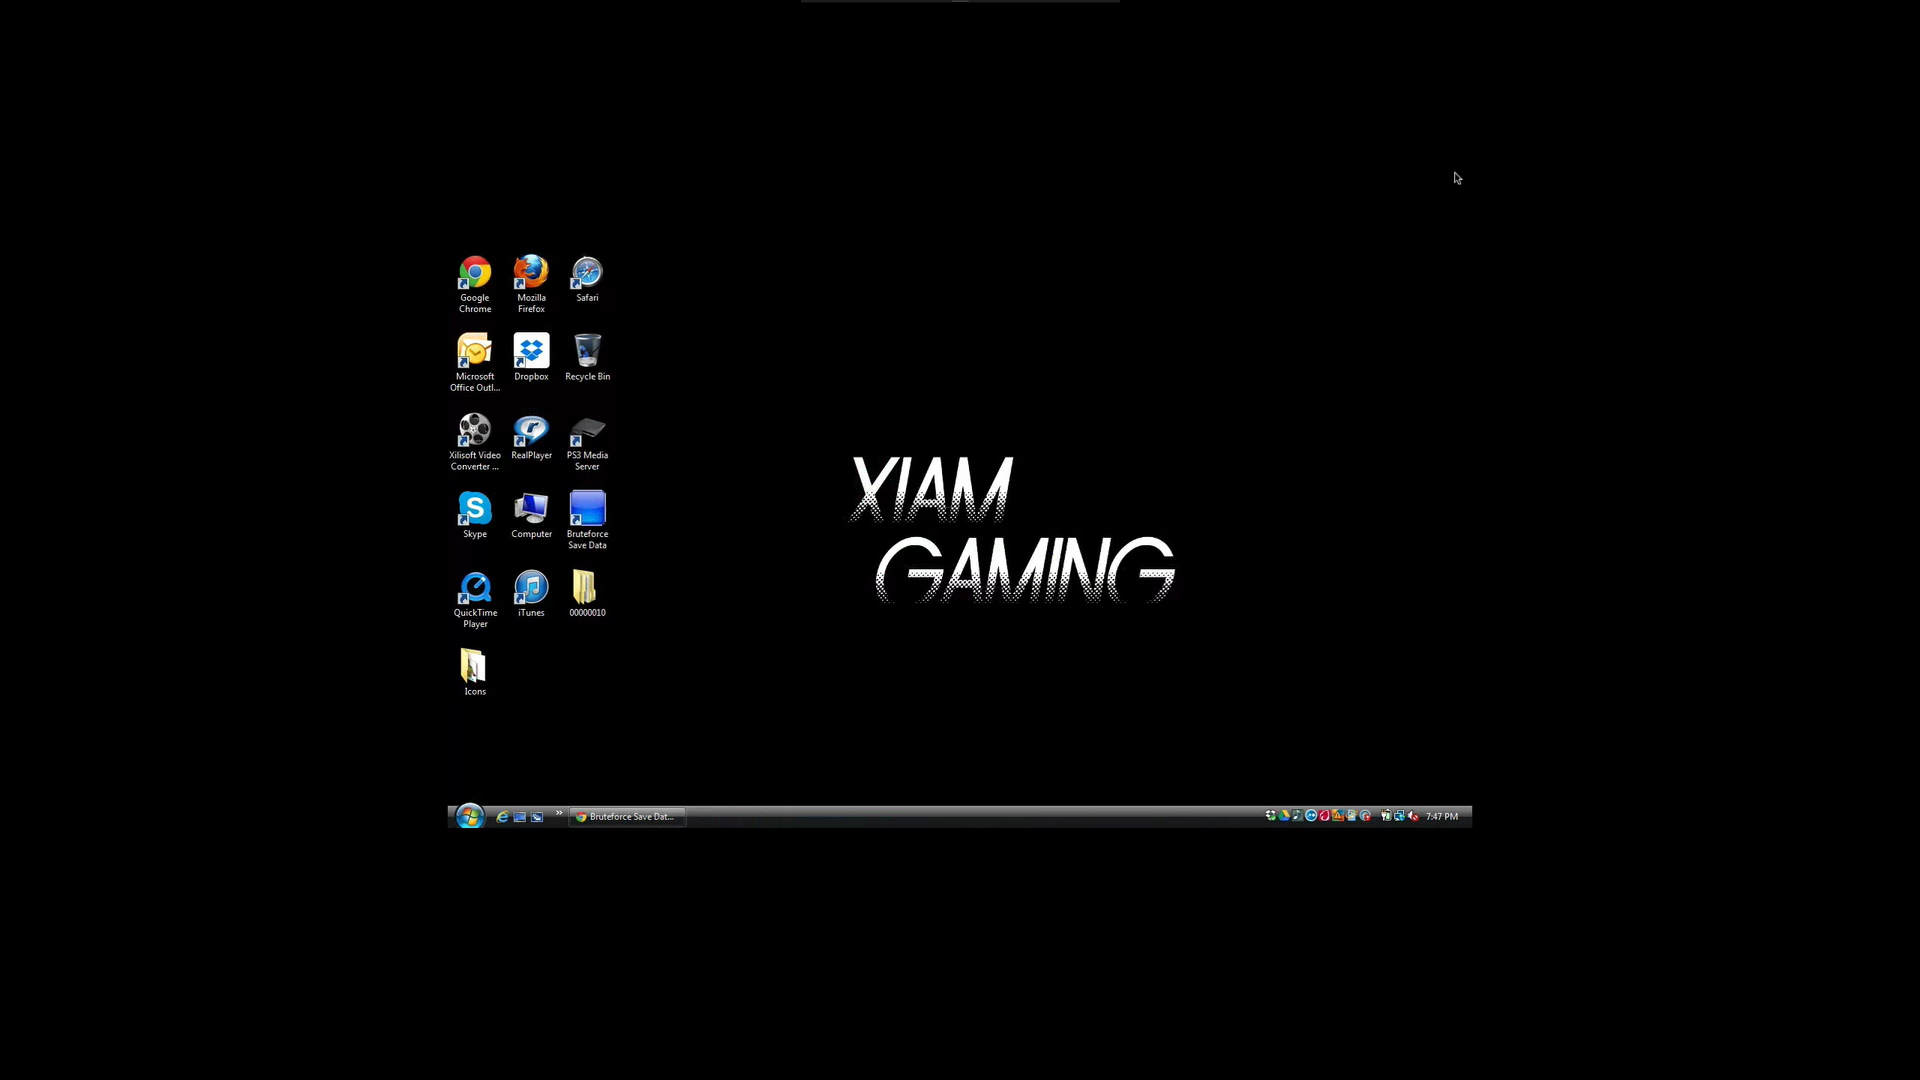 Google
Chrome
Mozilla
Firefox
Safari
Microsoft
Office Outl...
Dropbox
Recycle Bin
Xilisoft Video
Converter ...
RealPlayer
PS3 Media
Server
Skype
Computer
Bruteforce
Save Data
QuickTime
Player
iTunes
00000010
Icons
XIAM
GAMING
Bruteforce Save Dat...
7:47 PM